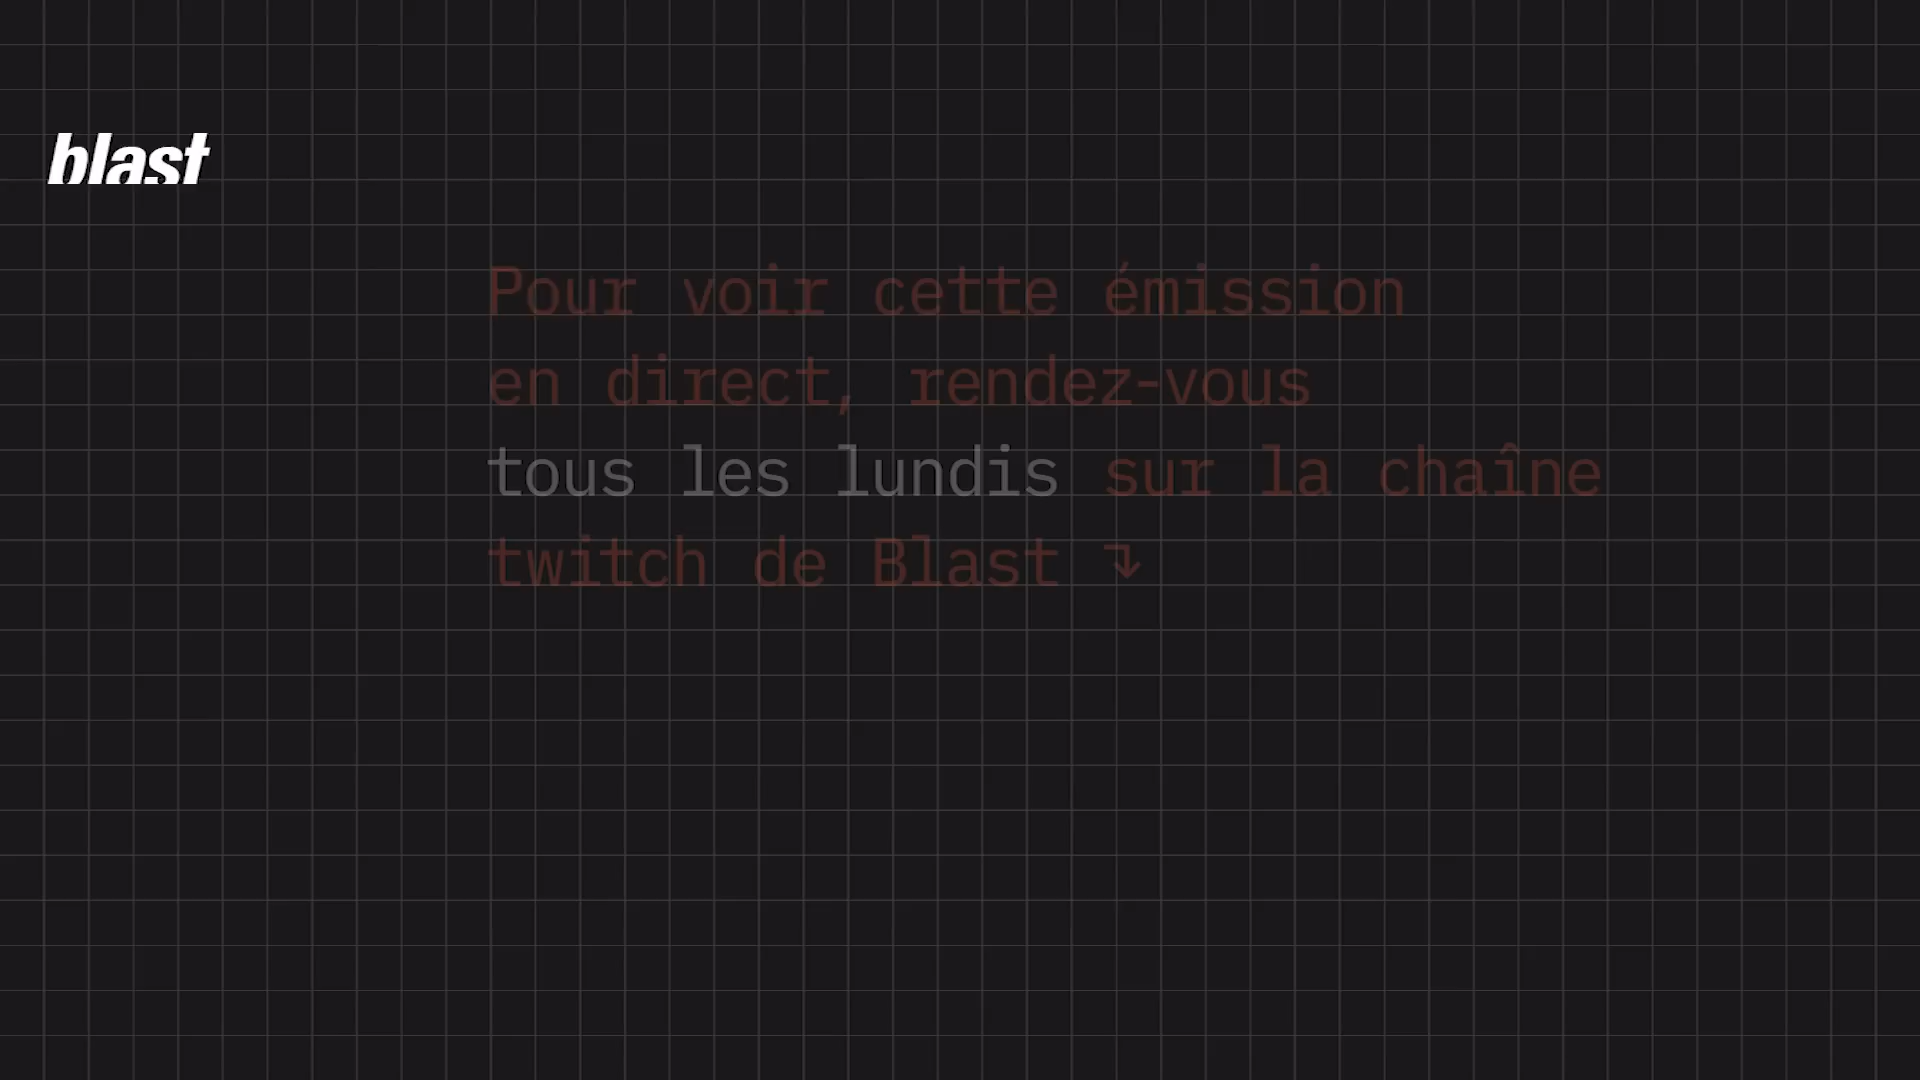 blast
Pour voir cette émission
en direct, rendez-vous
tous les lundis sur la chaîne
twitch de Blast ↴